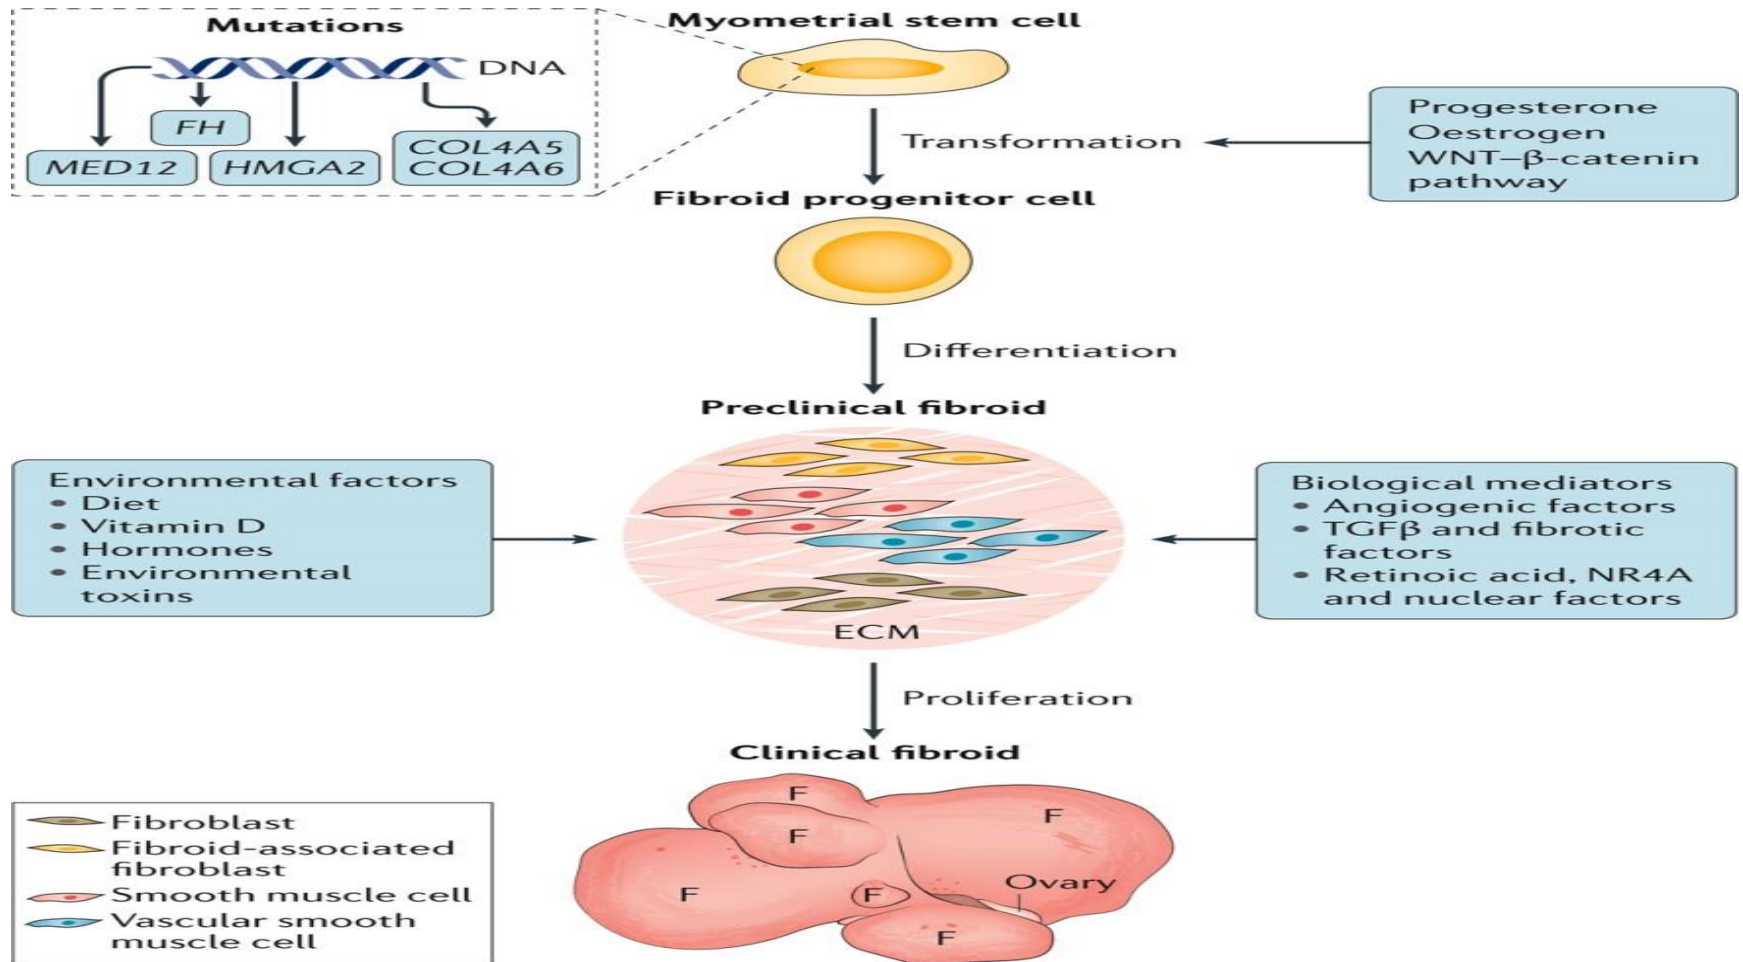 Mutations
DNA
FH
MED12
HMGA2
COL4A5
COL4A6
Myometrial stem cell
Transformation
Progesterone
Oestrogen
WNT–β-catenin
pathway
Fibroid progenitor cell
Differentiation
Preclinical fibroid
Environmental factors
• Diet
• Vitamin D
• Hormones
• Environmental
toxins
ECM
Biological mediators
• Angiogenic factors
• TGFβ and fibrotic
factors
• Retinoic acid, NR4A
and nuclear factors
Proliferation
Clinical fibroid
F
F
F
F
F
Ovary
F
Fibroblast
Fibroid-associated
fibroblast
Smooth muscle cell
Vascular smooth
muscle cell